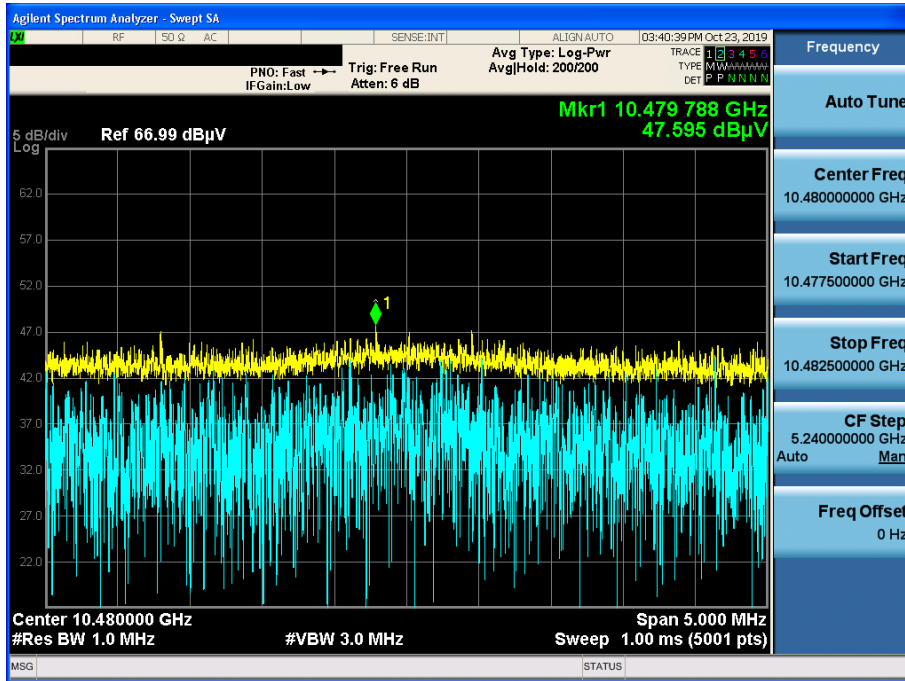 Agilent Spectrum Analyzer - Swept SA
LXI RF 50 Ω AC SENSE:INT ALIGN AUTO 03:40:39 PM Oct 23, 2019
Frequency
PNO: Fast Trig: Free Run Avg Type: Log-Pwr TRACE 1 2 3 4 5 6
IFGain:Low Atten: 6 dB Avg|Hold: 200/200 TYPE M W
DET P P N N N N
Auto Tune
Mkr1 10.479 788 GHz
47.595 dBµV
5 dB/div Ref 66.99 dBµV
Log
62.0
57.0
52.0
47.0
42.0
37.0
32.0
27.0
22.0
1
Center Freq
10.480000000 GHz
Start Freq
10.477500000 GHz
Stop Freq
10.482500000 GHz
CF Step
5.240000000 GHz
Auto Man
Freq Offset
0 Hz
Center 10.480000 GHz Span 5.000 MHz
#Res BW 1.0 MHz #VBW 3.0 MHz Sweep 1.00 ms (5001 pts)
MSG STATUS